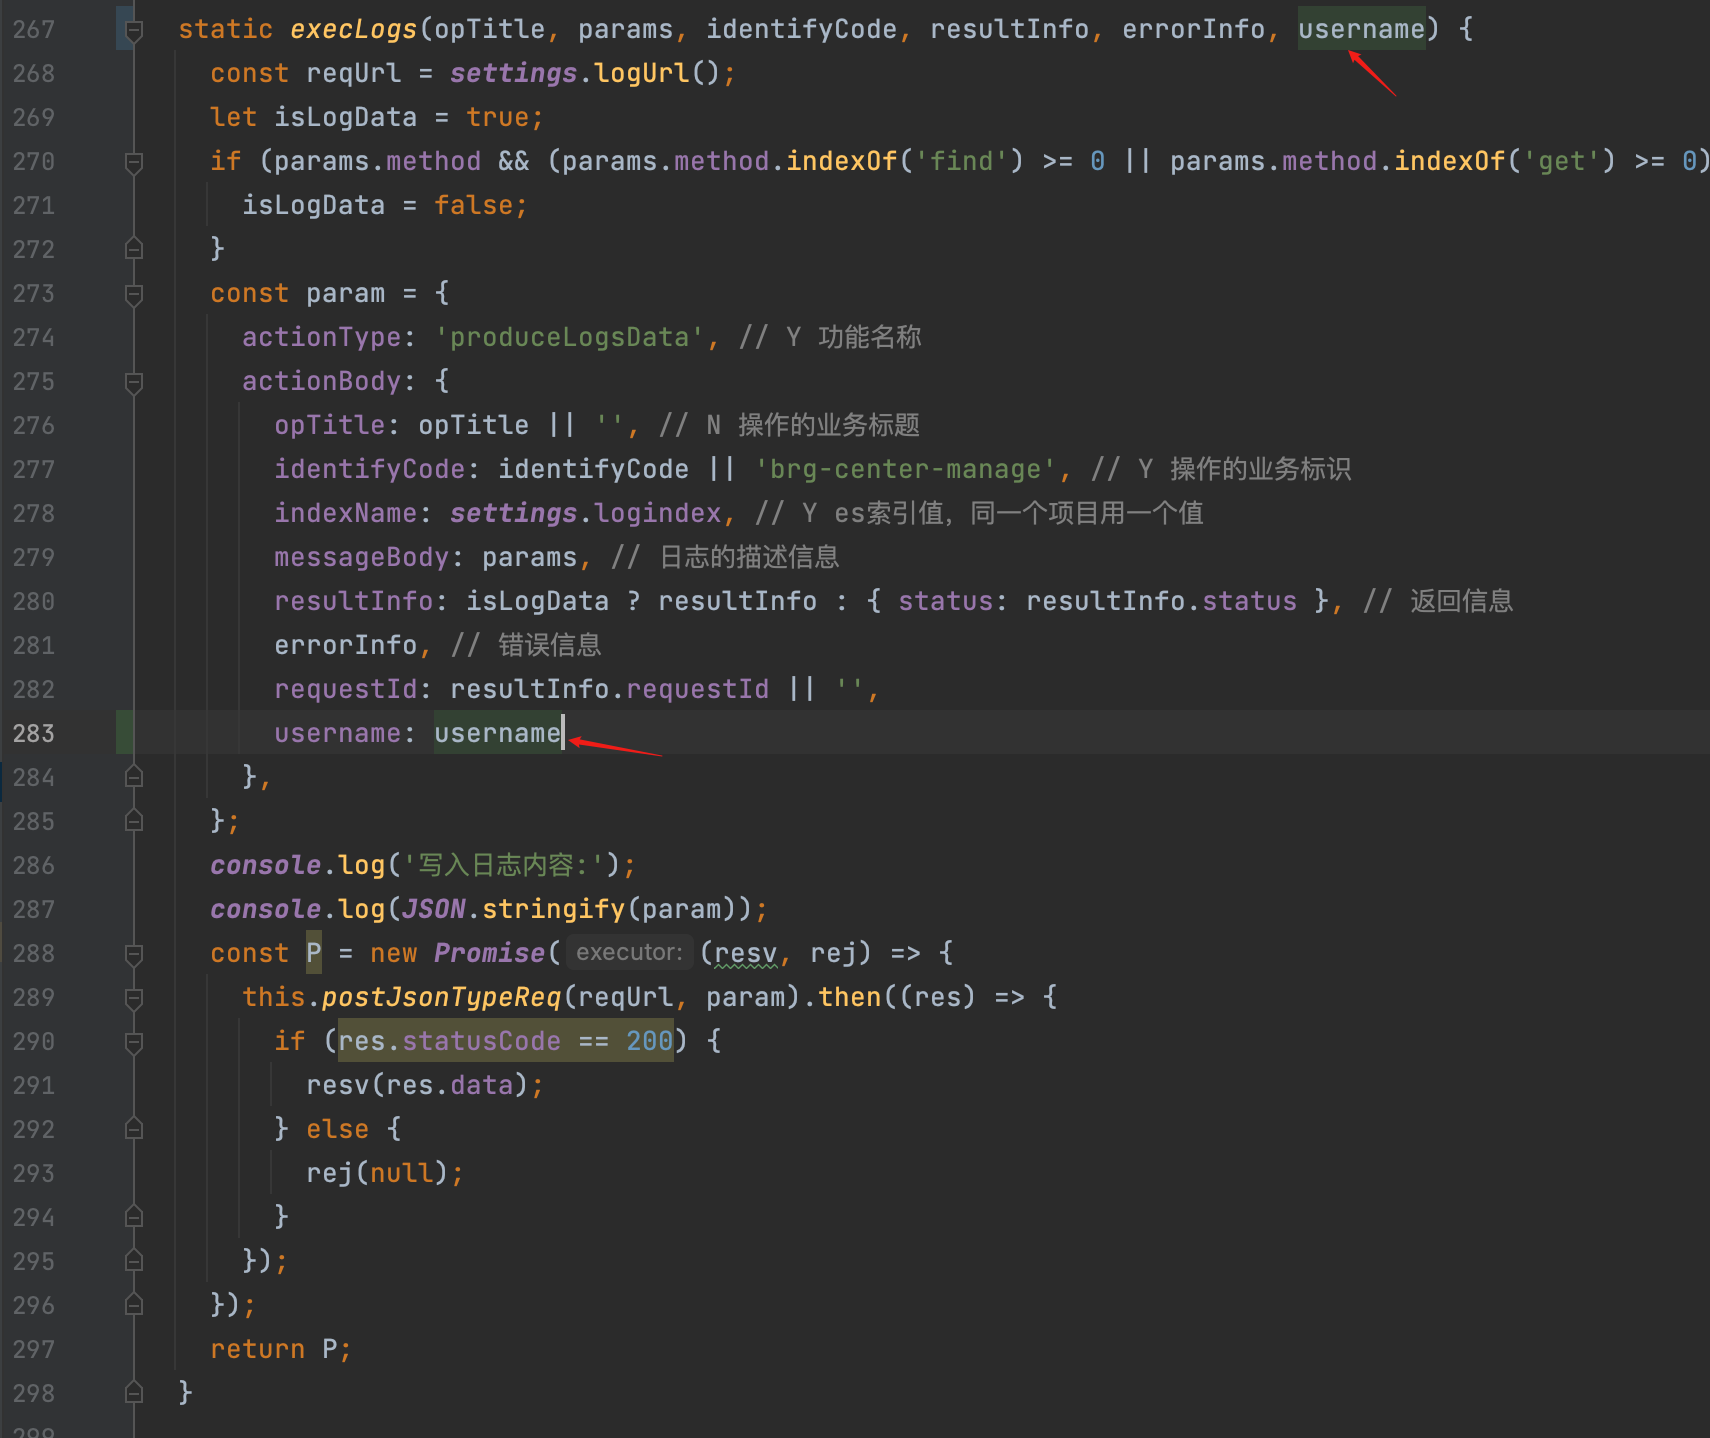 267 static execLogs(opTitle, params, identifyCode, resultInfo, errorInfo, username) {
268 const reqUrl = settings.logUrl();
269 let isLogData = true;
270 if (params.method && (params.method.indexOf('find') >= 0 || params.method.indexOf('get') >= 0)
271 isLogData = false;
272 }
273 const param = {
274 actionType: 'produceLogsData', // Y 功能名称
275 actionBody: {
276 opTitle: opTitle || '', // N 操作的业务标题
277 identifyCode: identifyCode || 'brg-center-manage', // Y 操作的业务标识
278 indexName: settings.logindex, // Y es索引值，同一个项目用一个值
279 messageBody: params, // 日志的描述信息
280 resultInfo: isLogData ? resultInfo : { status: resultInfo.status }, // 返回信息
281 errorInfo, // 错误信息
282 requestId: resultInfo.requestId || '',
283 username: username
284 },
285 };
286 console.log('写入日志内容:');
287 console.log(JSON.stringify(param));
288 const P = new Promise( executor: (resv, rej) => {
289 this.postJsonTypeReq(reqUrl, param).then((res) => {
290 if (res.statusCode == 200) {
291 resv(res.data);
292 } else {
293 rej(null);
294 }
295 });
296 });
297 return P;
298 }
299